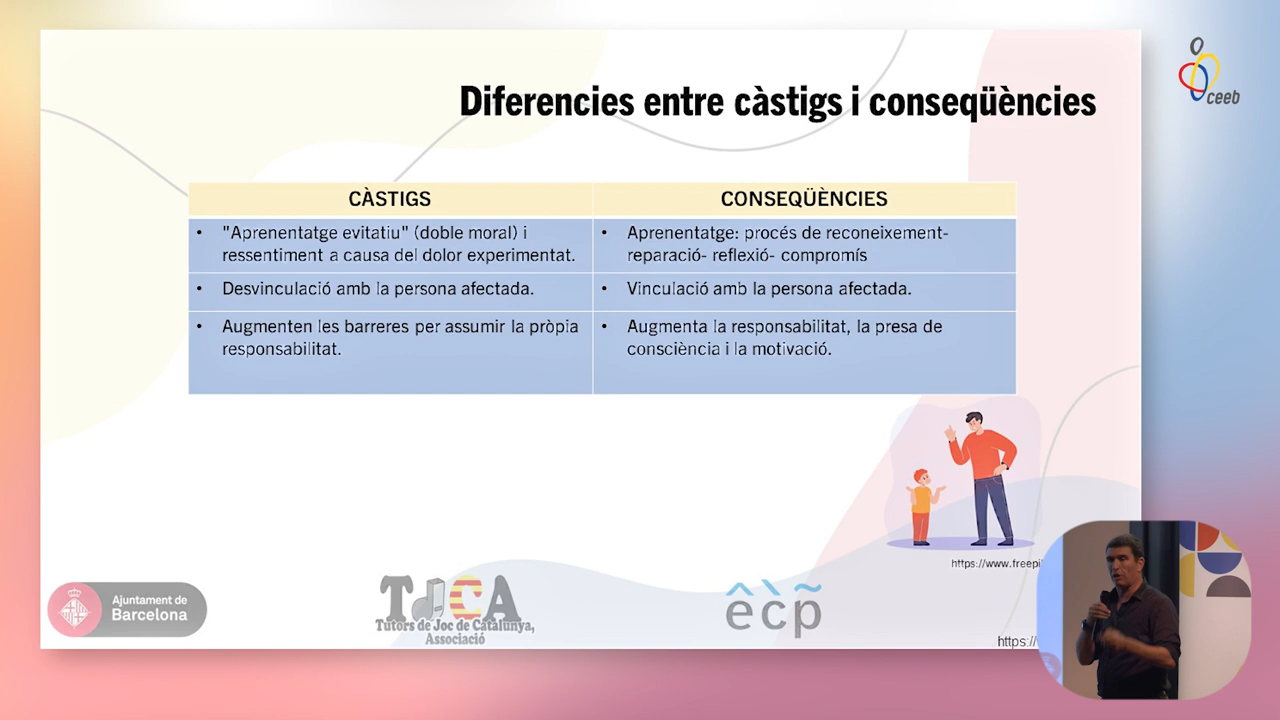 ceeb
Diferencies entre càstigs i conseqüències
CÀSTIGS
CONSEQÜÈNCIES
• "Aprenentatge evitatiu" (doble moral) i
ressentiment a causa del dolor experimentat.
• Aprenentatge: procés de reconeixement-
reparació- reflexió- compromís
• Desvinculació amb la persona afectada.
• Vinculació amb la persona afectada.
• Augmenten les barreres per assumir la pròpia
responsabilitat.
• Augmenta la responsabilitat, la presa de
consciència i la motivació.
https://www.freepi
Ajuntament de
Barcelona
TJCA
Tutors de Joc de Catalunya,
Associació
ecp
https://